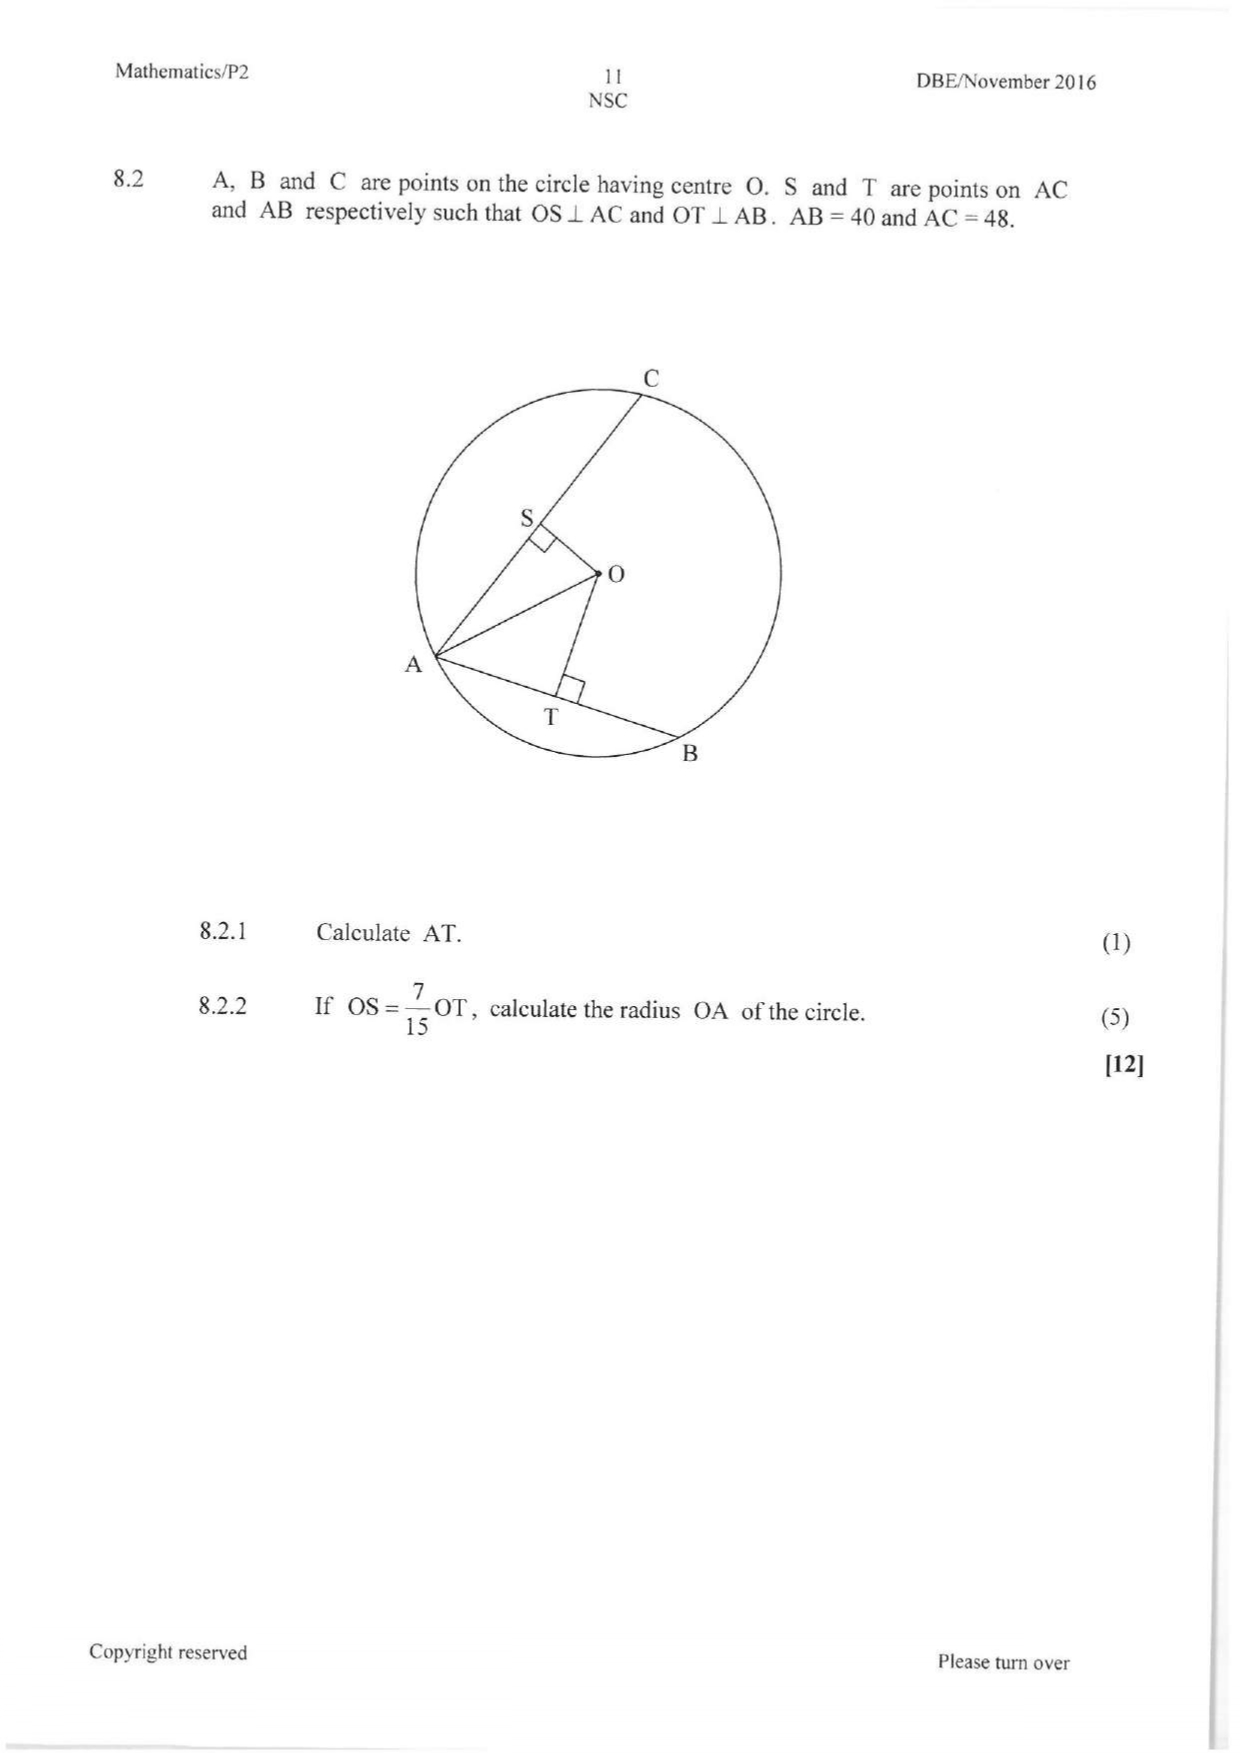 Mathematics/P2
11
NSC
DBE/November 2016
8.2 A, B and C are points on the circle having centre O. S and T are points on AC
and AB respectively such that OS ⊥ AC and OT ⊥ AB. AB = 40 and AC = 48.
C
S
O
A
T
B
8.2.1 Calculate AT. (1)
8.2.2 If OS = 7/15 OT, calculate the radius OA of the circle. (5)
[12]
Copyright reserved
Please turn over